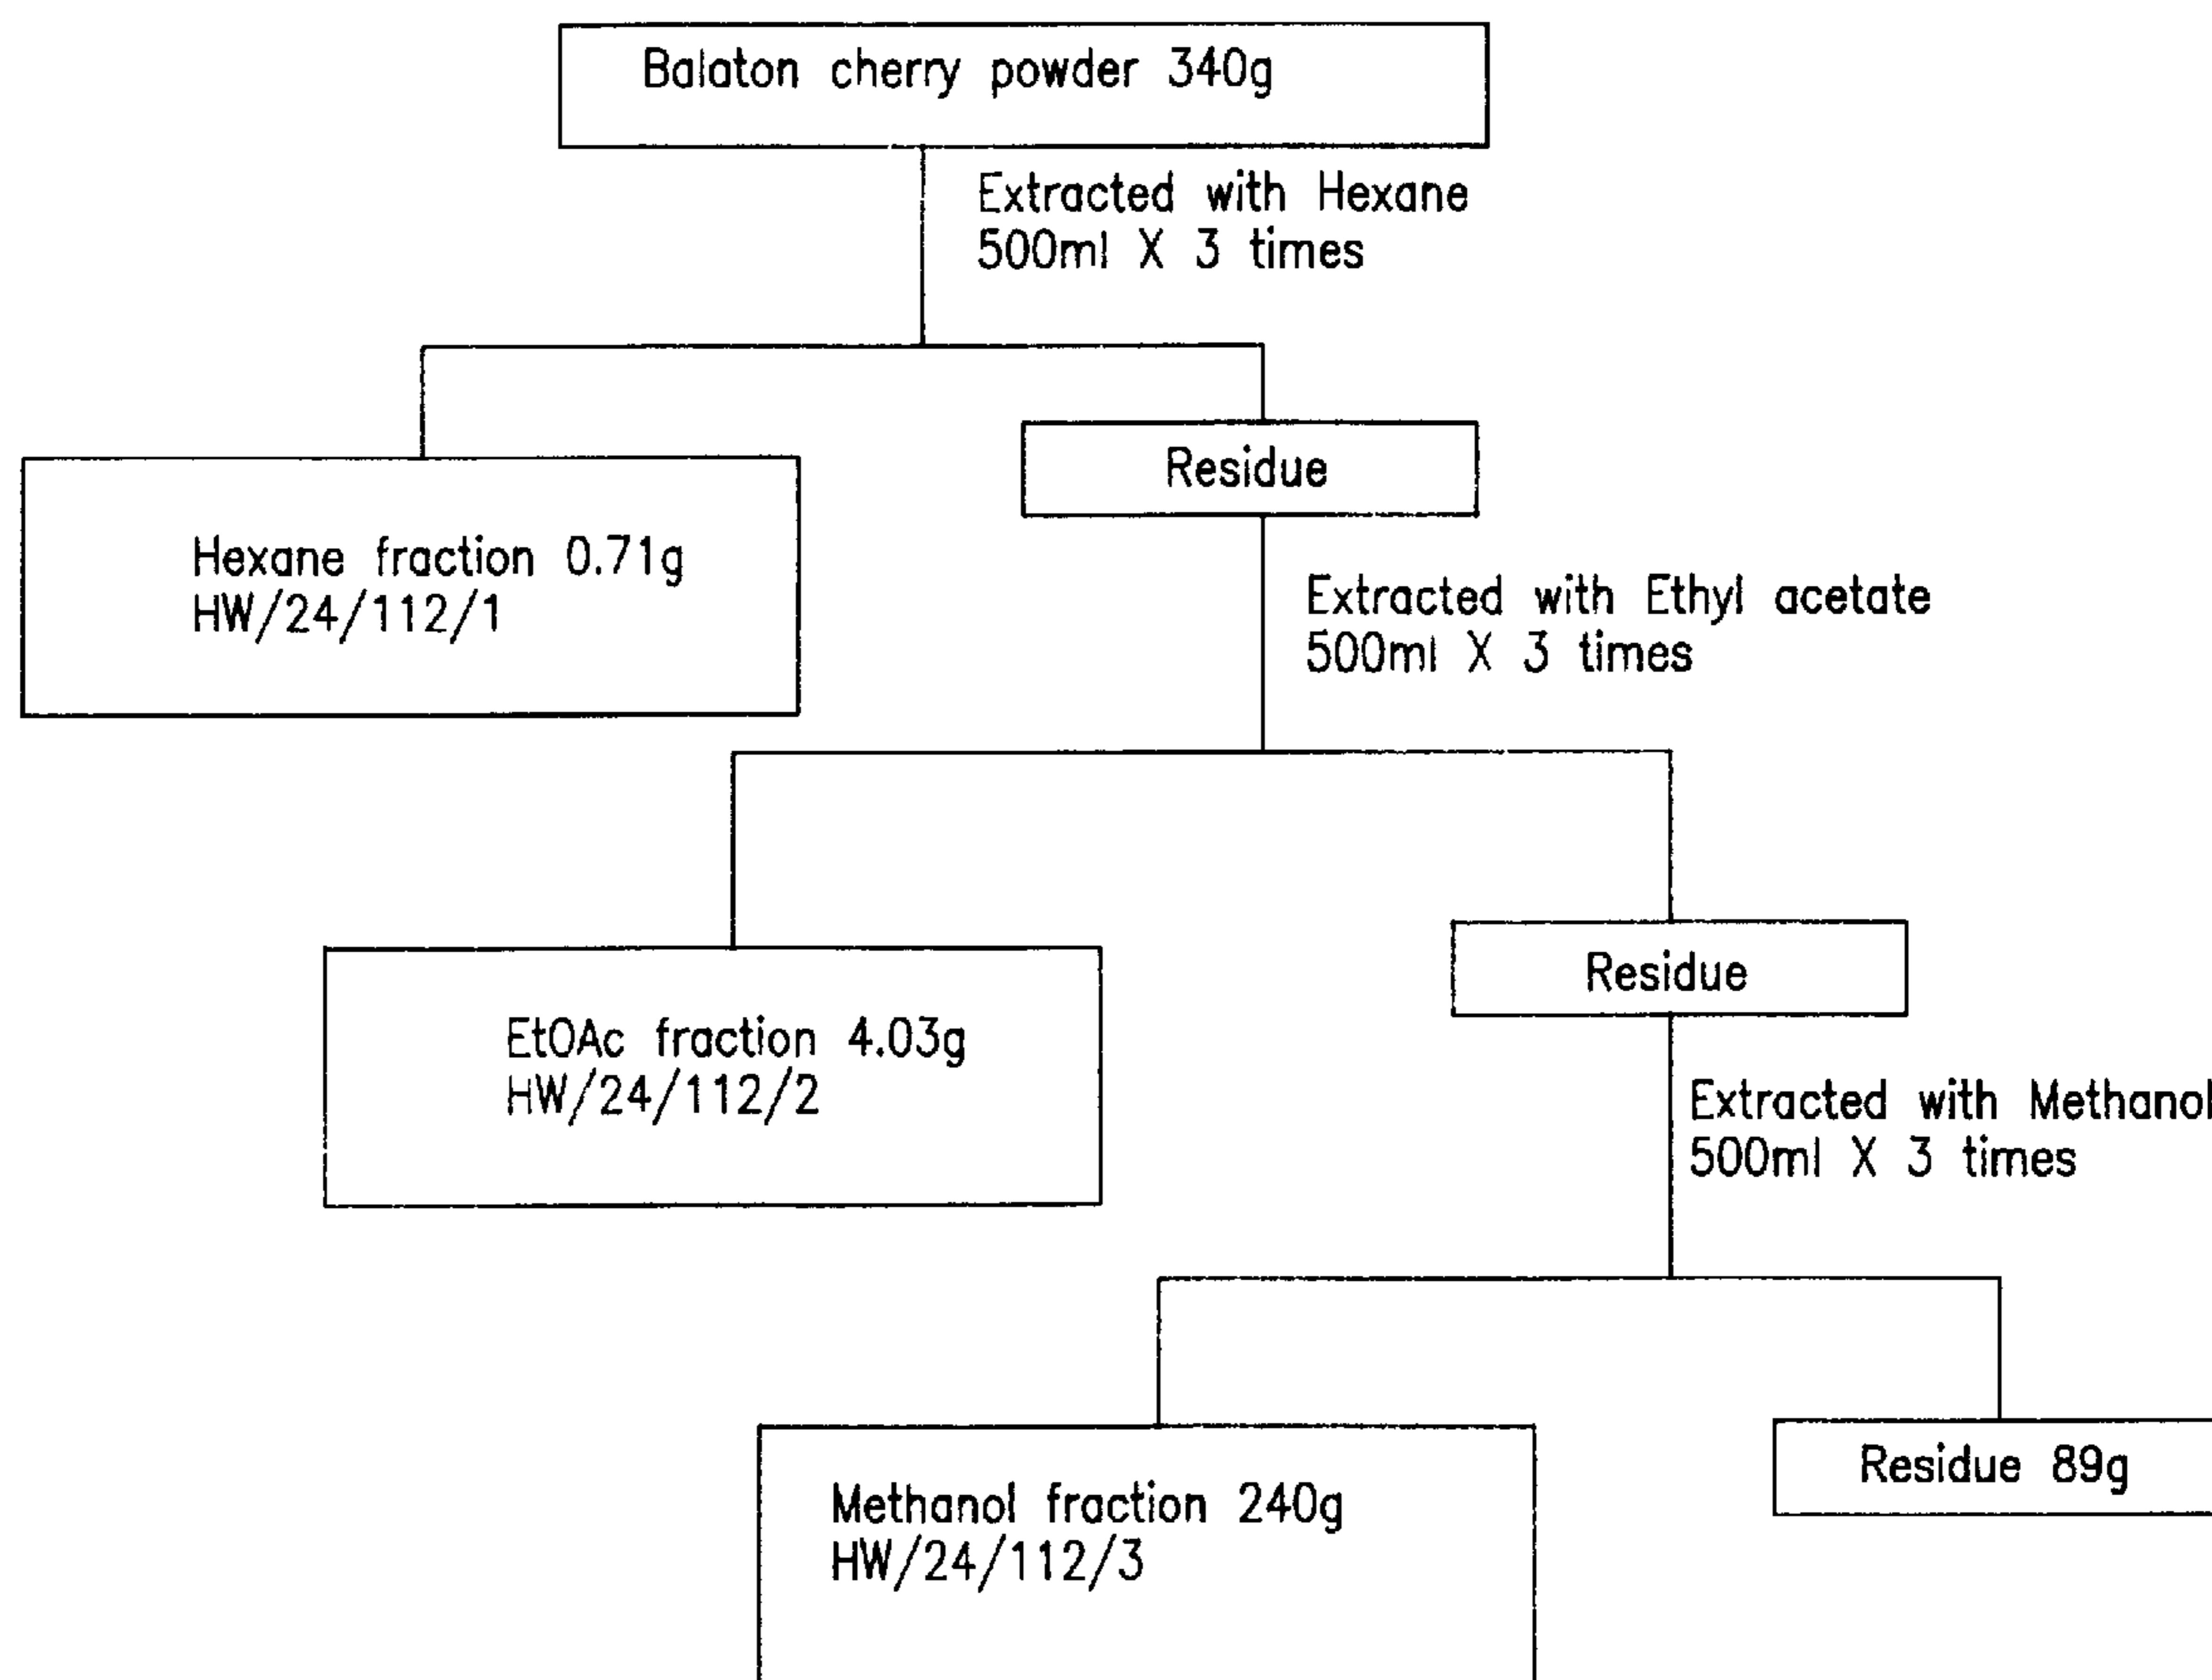 Balaton cherry powder 340g
Extracted with Hexane
500ml X 3 times
Residue
Hexane fraction 0.71g
HW/24/112/1
Extracted with Ethyl acetate
500ml X 3 times
Residue
EtOAc fraction 4.03g
HW/24/112/2
Extracted with Methanol
500ml X 3 times
Residue 89g
Methanol fraction 240g
HW/24/112/3